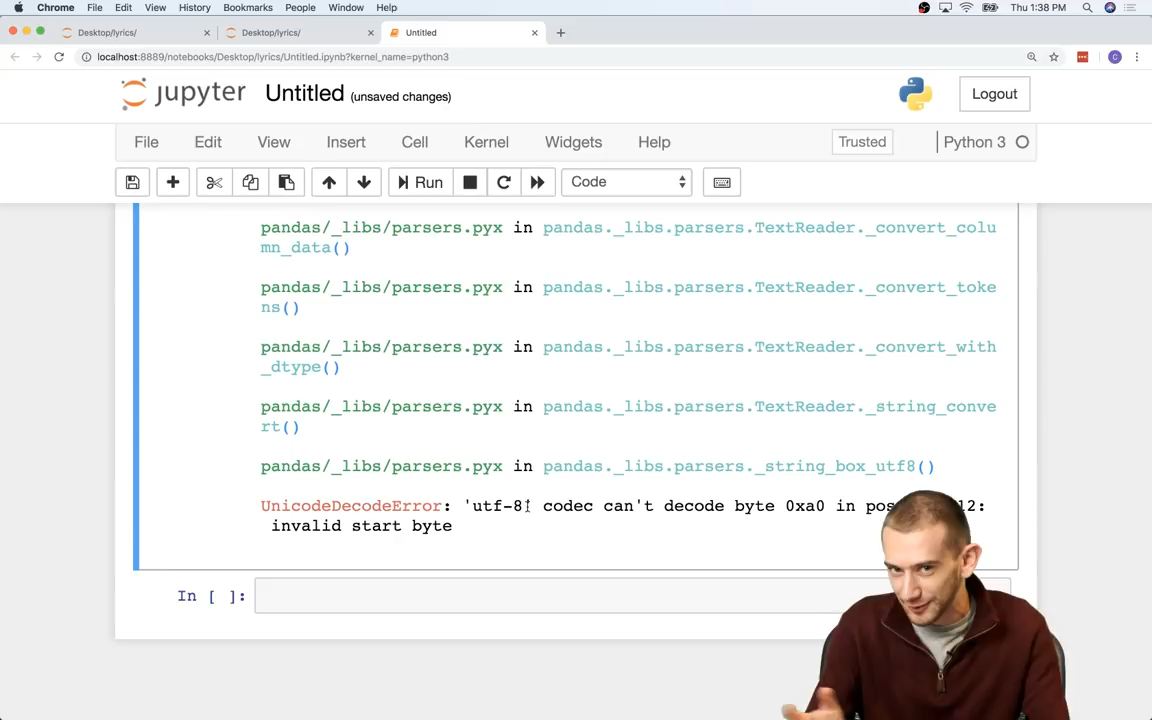 Chrome File Edit View History Bookmarks People Window Help Thu 1:38 PM
Desktop/lyrics/ Desktop/lyrics/ Untitled
localhost:8889/notebooks/Desktop/lyrics/Untitled.ipynb?kernel_name=python3 C
jupyter Untitled (unsaved changes) Logout
File Edit View Insert Cell Kernel Widgets Help Trusted Python 3
Run Code
pandas/_libs/parsers.pyx in pandas._libs.parsers.TextReader._convert_colu
mn_data()
pandas/_libs/parsers.pyx in pandas._libs.parsers.TextReader._convert_toke
ns()
pandas/_libs/parsers.pyx in pandas._libs.parsers.TextReader._convert_with
_dtype()
pandas/_libs/parsers.pyx in pandas._libs.parsers.TextReader._string_conve
rt()
pandas/_libs/parsers.pyx in pandas._libs.parsers._string_box_utf8()
UnicodeDecodeError: 'utf-8' codec can't decode byte 0xa0 in 12:
invalid start byte
In [ ]: